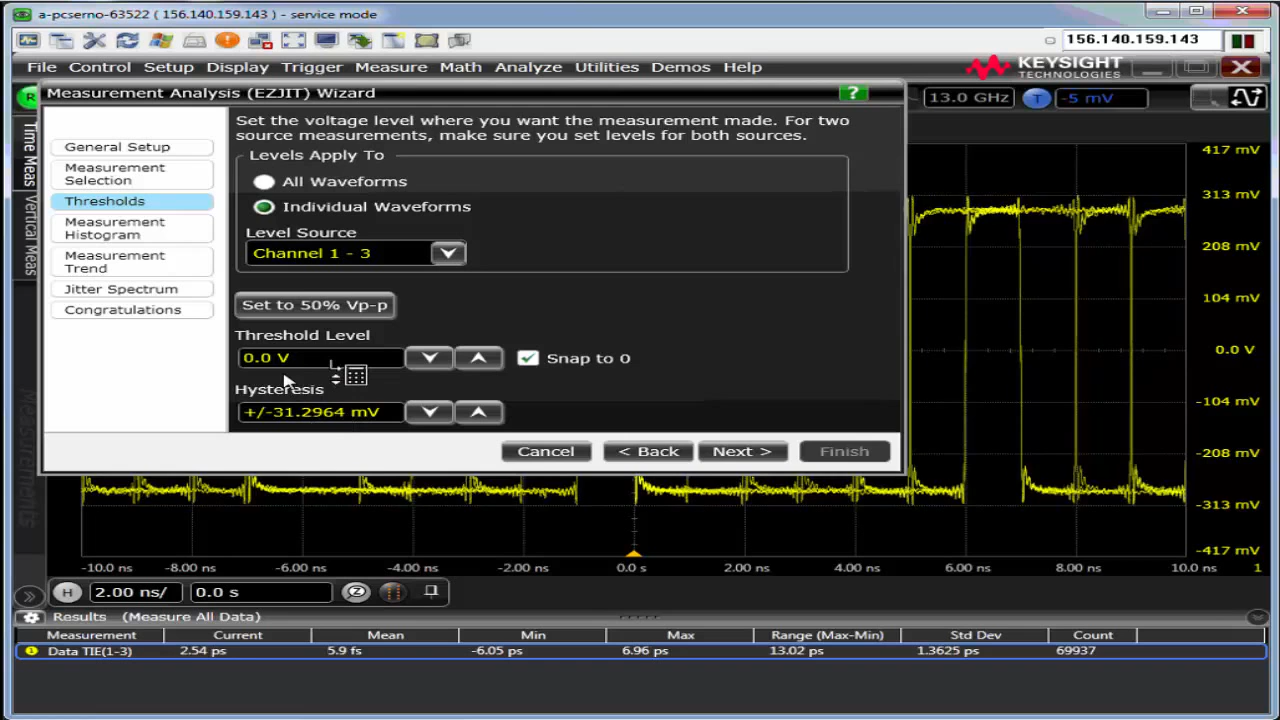 a-pcserno-63522 ( 156.140.159.143 ) - service mode
156.140.159.143
File Control Setup Display Trigger Measure Math Analyze Utilities Demos Help
KEYSIGHT
TECHNOLOGIES
Measurement Analysis (EZJIT) Wizard
?
13.0 GHz
T
-5 mV
Time Meas
Vertical Meas
Measurements
General Setup
Measurement
Selection
Thresholds
Measurement
Histogram
Measurement
Trend
Jitter Spectrum
Congratulations
Set the voltage level where you want the measurement made. For two
source measurements, make sure you set levels for both sources.
Levels Apply To
All Waveforms
Individual Waveforms
Level Source
Channel 1 - 3
Set to 50% Vp-p
Threshold Level
0.0 V
Snap to 0
Hysteresis
+/-31.2964 mV
Cancel
< Back
Next >
Finish
417 mV
313 mV
208 mV
104 mV
0.0 V
-104 mV
-208 mV
-313 mV
-417 mV
-10.0 ns -8.00 ns -6.00 ns -4.00 ns -2.00 ns 0.0 s 2.00 ns 4.00 ns 6.00 ns 8.00 ns 10.0 ns 1
H 2.00 ns/ 0.0 s Z
Results (Measure All Data)
Measurement Current Mean Min Max Range (Max-Min) Std Dev Count
1 Data TIE(1-3) 2.54 ps 5.9 fs -6.05 ps 6.96 ps 13.02 ps 1.3625 ps 69937